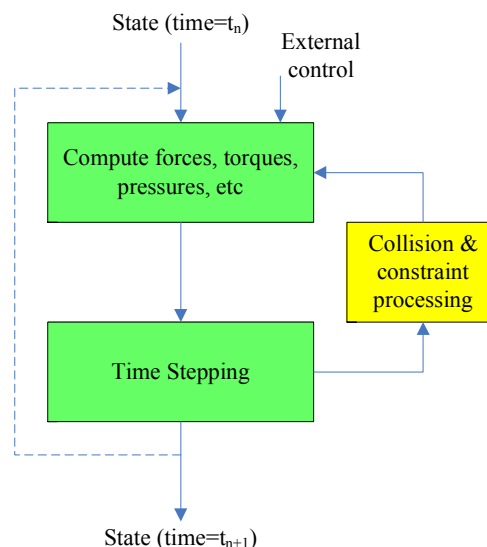 State (time=tₙ)
External
control
Compute forces, torques,
pressures, etc
Collision &
constraint
processing
Time Stepping
State (time=tₙ₊₁)